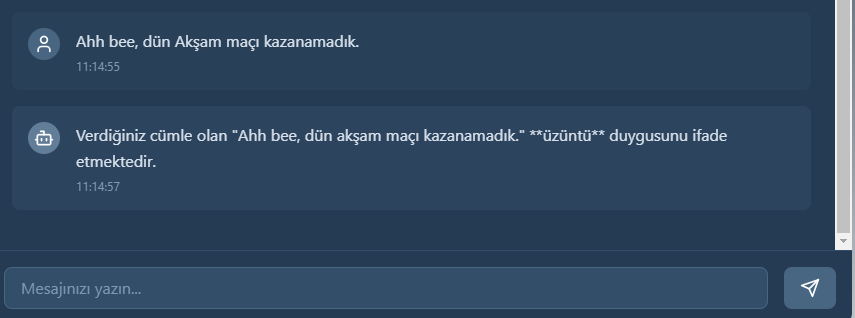 Ahh bee, dün Akşam maçı kazanamadık.
11:14:55
Verdiğiniz cümle olan "Ahh bee, dün akşam maçı kazanamadık." **üzüntü** duygusunu ifade
etmektedir.
11:14:57
Mesajınızı yazın...